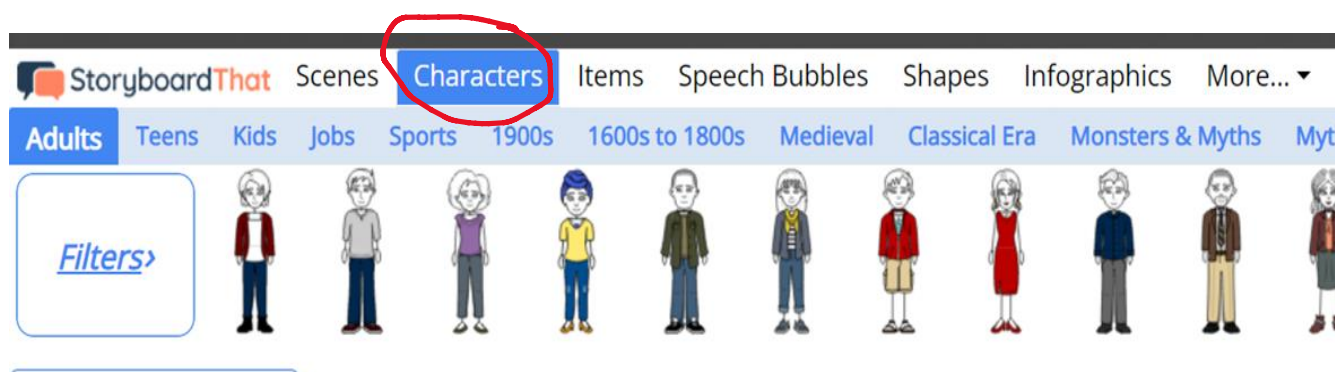 StoryboardThat Scenes Characters Items Speech Bubbles Shapes Infographics More...
Adults Teens Kids Jobs Sports 1900s 1600s to 1800s Medieval Classical Era Monsters & Myths Myt
Filters›